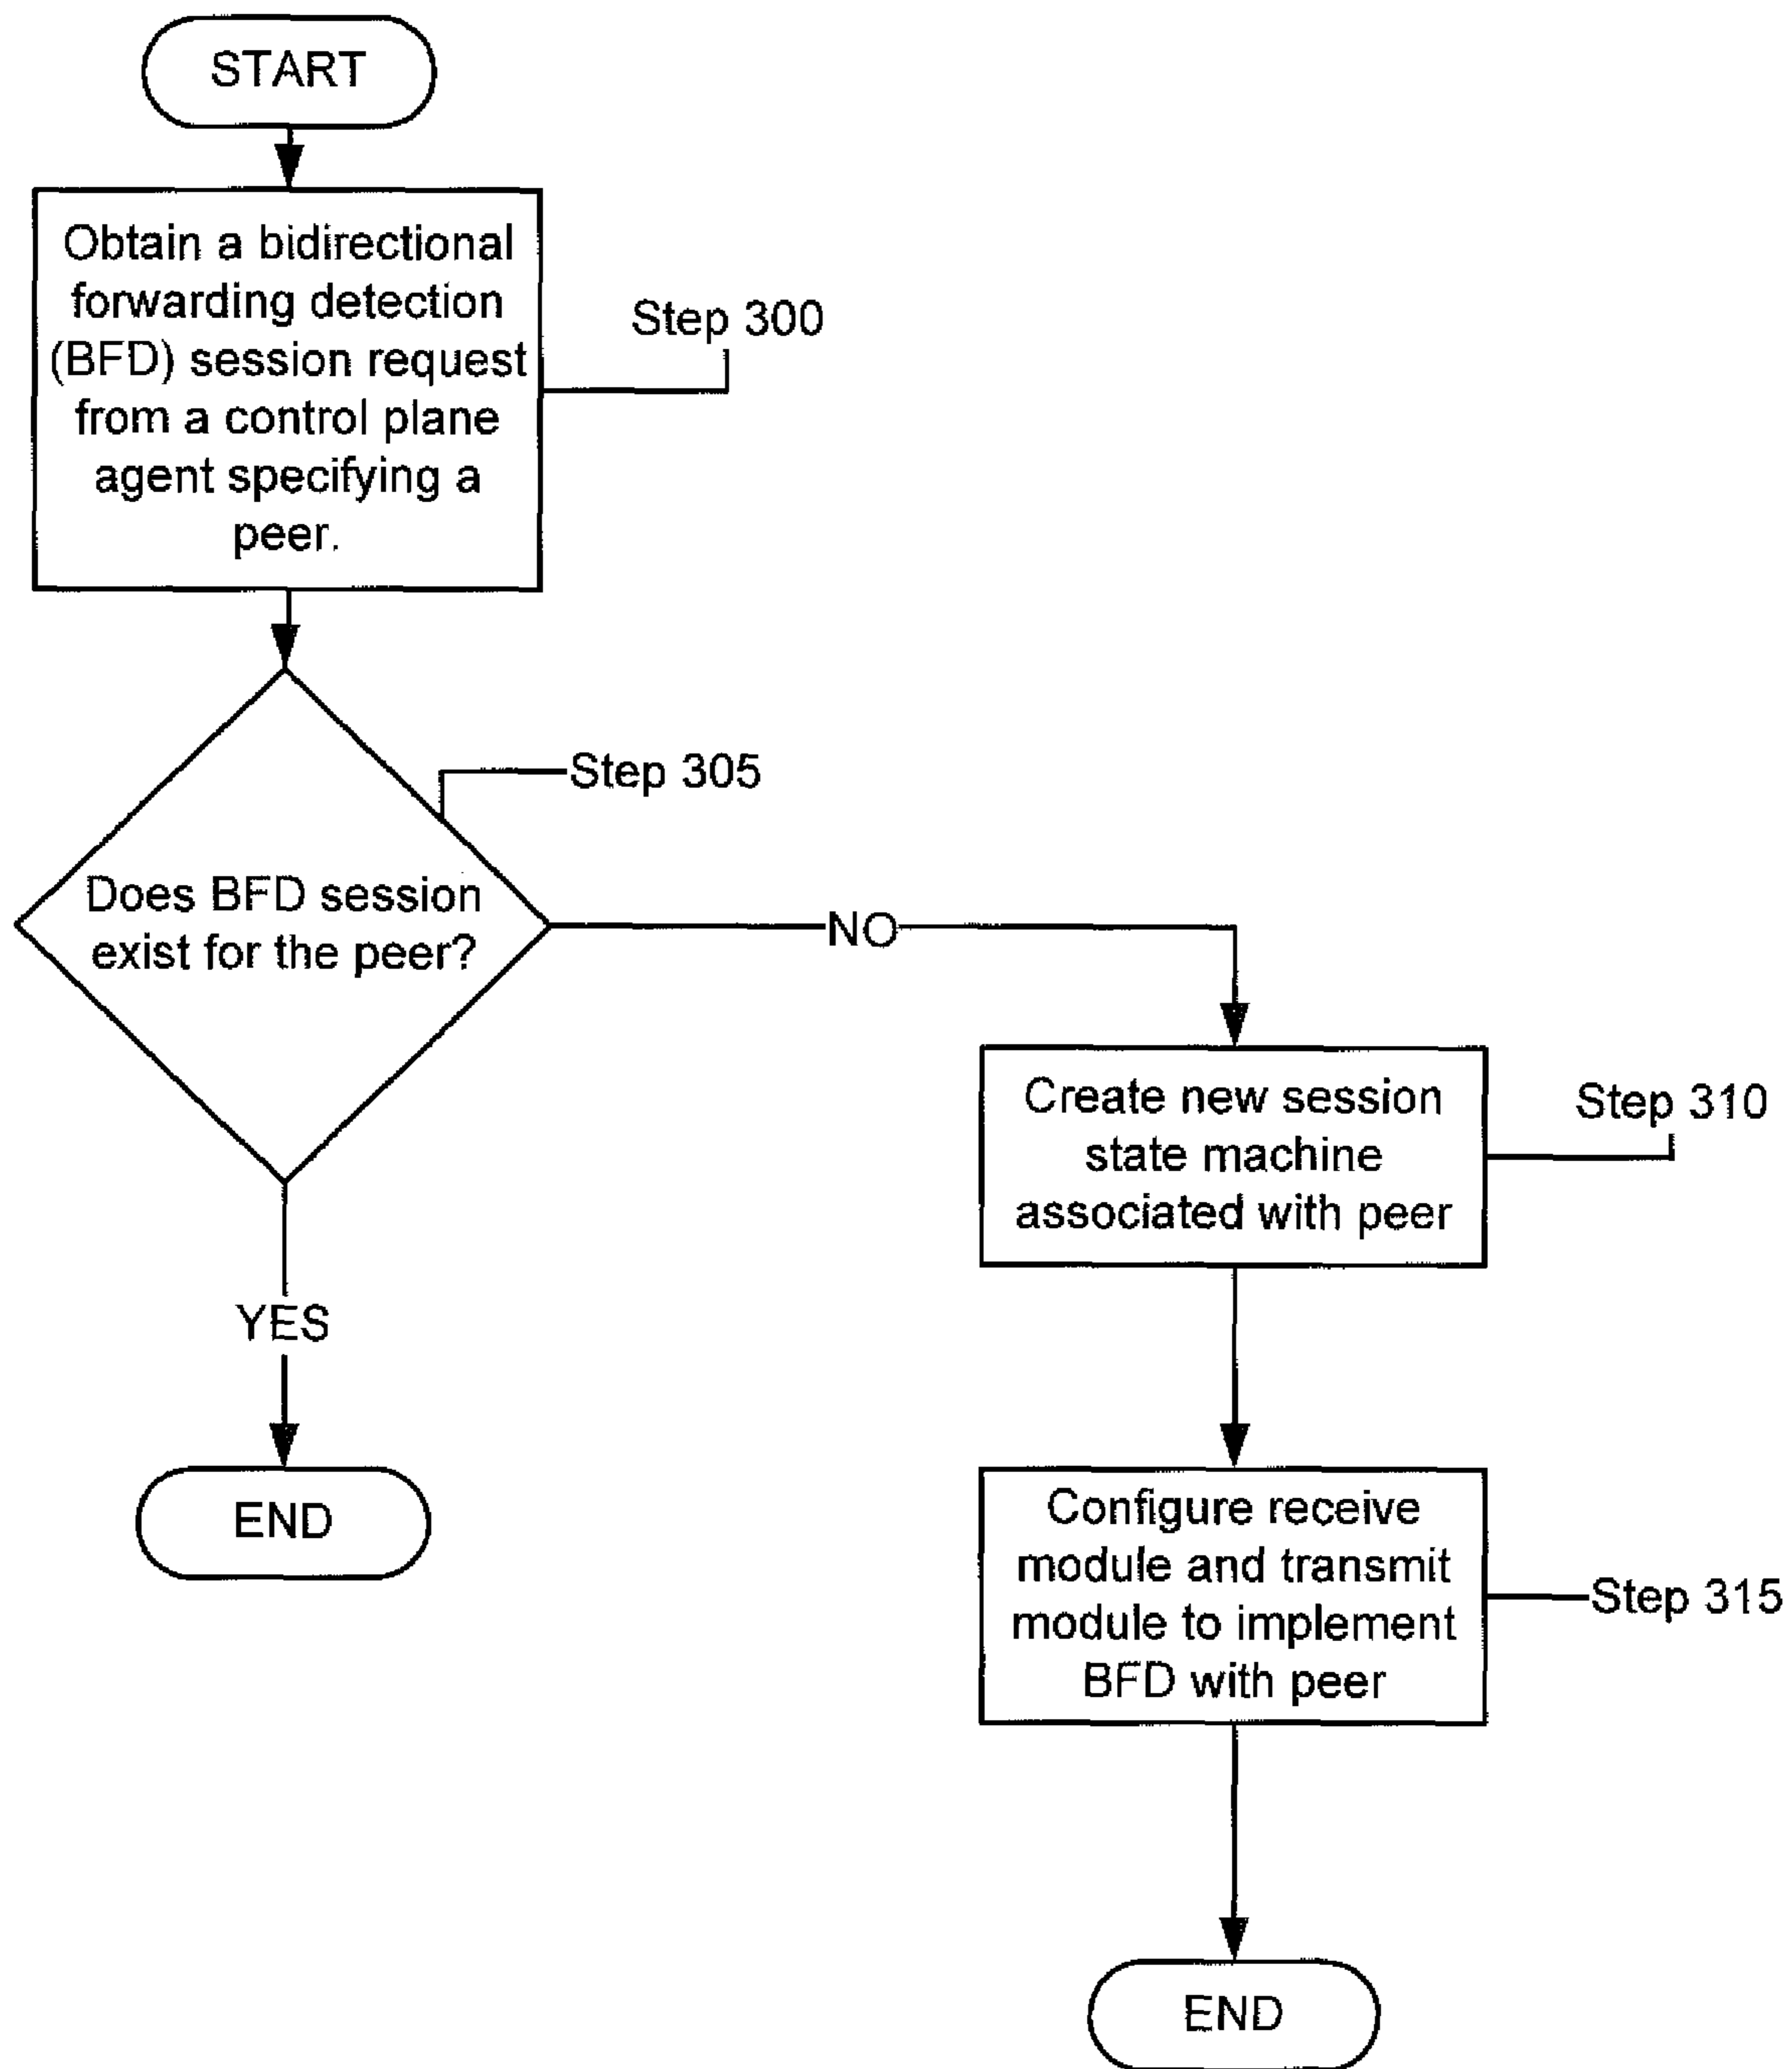 START
Obtain a bidirectional
forwarding detection
(BFD) session request
from a control plane
agent specifying a
peer.
Step 300
Step 305
Does BFD session
exist for the peer?
NO
YES
END
Create new session
state machine
associated with peer
Step 310
Configure receive
module and transmit
module to implement
BFD with peer
Step 315
END